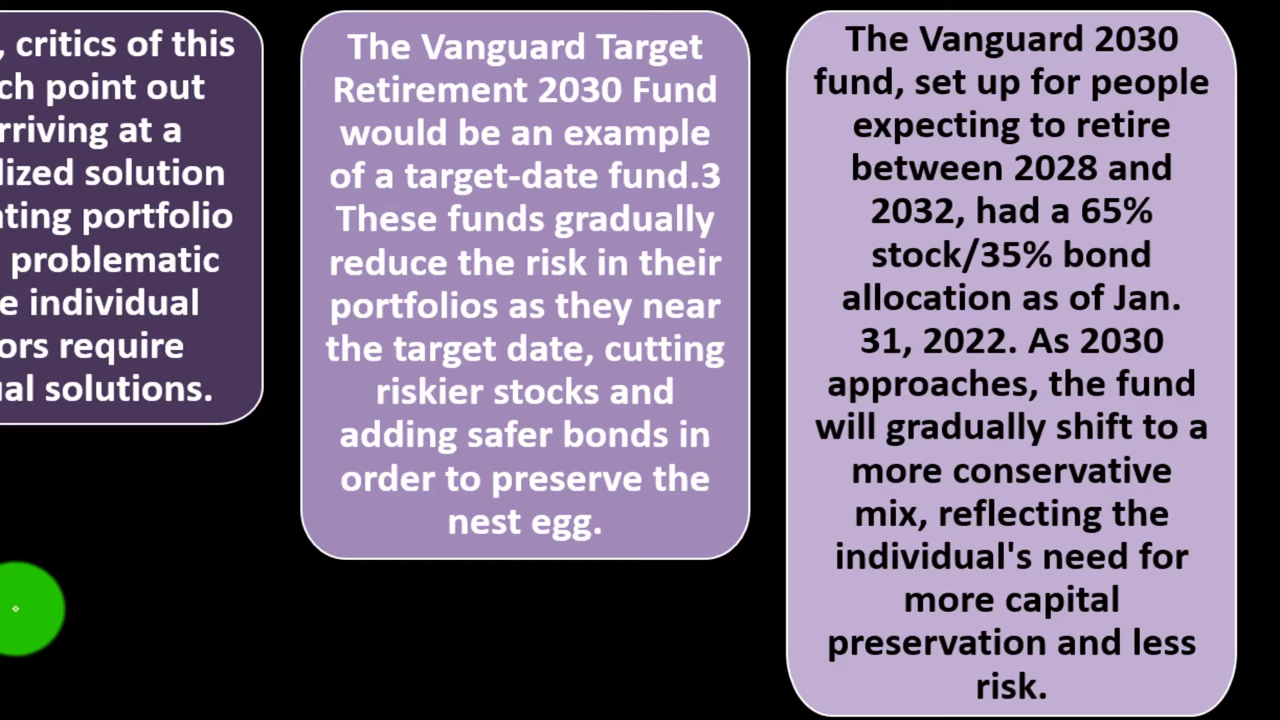 , critics of this
ch point out
rriving at a
lized solution
ting portfolio
problematic
e individual
ors require
al solutions.
The Vanguard Target
Retirement 2030 Fund
would be an example
of a target-date fund.3
These funds gradually
reduce the risk in their
portfolios as they near
the target date, cutting
riskier stocks and
adding safer bonds in
order to preserve the
nest egg.
The Vanguard 2030
fund, set up for people
expecting to retire
between 2028 and
2032, had a 65%
stock/35% bond
allocation as of Jan.
31, 2022. As 2030
approaches, the fund
will gradually shift to a
more conservative
mix, reflecting the
individual's need for
more capital
preservation and less
risk.